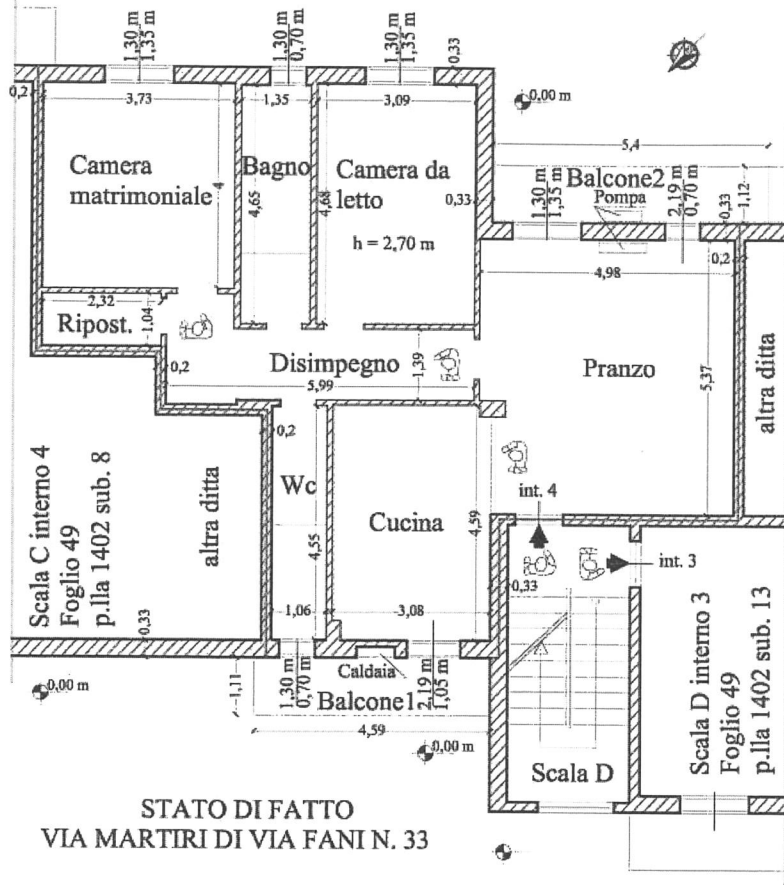 1,30 m
1,35 m
1,30 m
0,70 m
1,30 m
1,35 m
0,33
0,2
3,73
1,35
3,09
0,00 m
5,4
Camera
matrimoniale
4
Bagno
4,65
4,68
Camera da
letto
h = 2,70 m
0,33
1,30 m
1,35 m
Balcone2
Pompa
2,19 m
0,70 m
0,33
1,12
4,98
0,2
2,32
Ripost.
1,04
0,2
Disimpegno
5,99
1,39
Pranzo
5,37
altra ditta
Scala C interno 4
Foglio 49
p.lla 1402 sub. 8
altra ditta
0,2
Wc
4,55
Cucina
4,59
int. 4
int. 3
0,33
1,06
3,08
0,33
0,00 m
1,11
1,30 m
0,70 m
Caldaia
Balcone1
2,19 m
1,05 m
4,59
0,00 m
Scala D
Scala D interno 3
Foglio 49
p.lla 1402 sub. 13
STATO DI FATTO
VIA MARTIRI DI VIA FANI N. 33